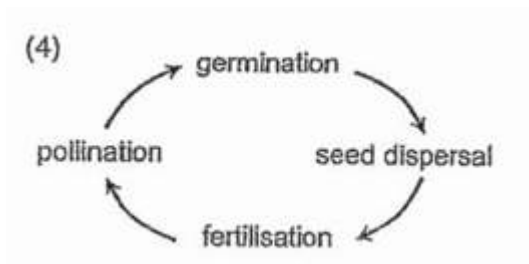 (4)
germination
pollination
seed dispersal
fertilisation